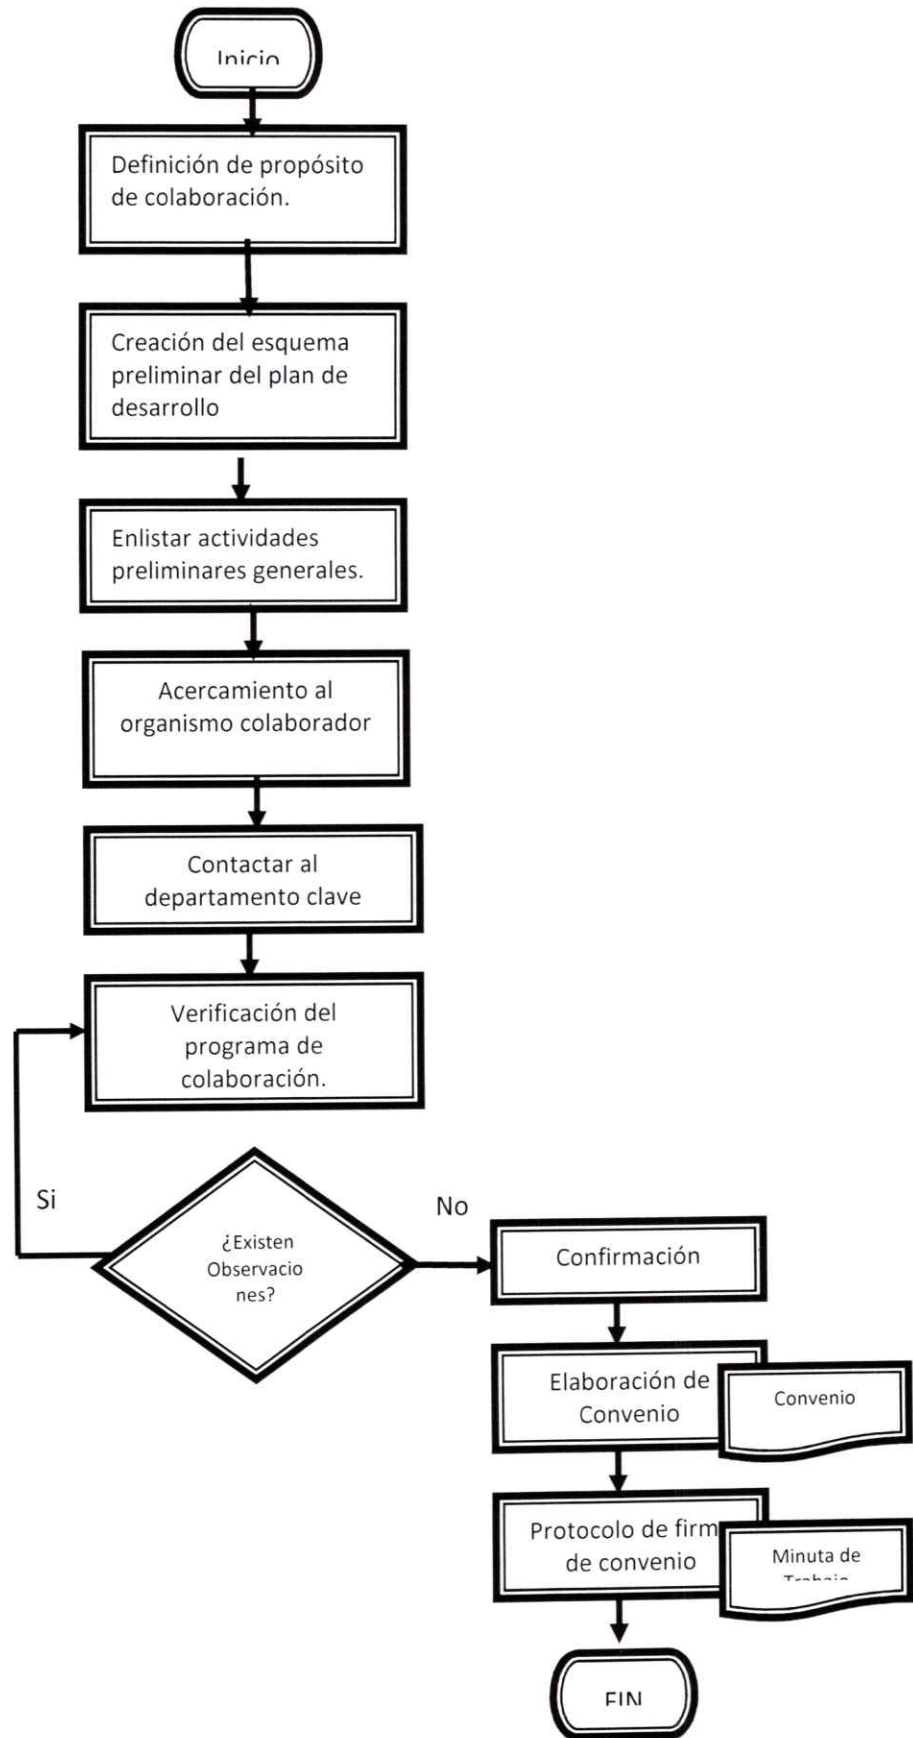 Inicio
Definición de propósito
de colaboración.
Creación del esquema
preliminar del plan de
desarrollo
Enlistar actividades
preliminares generales.
Acercamiento al
organismo colaborador
Contactar al
departamento clave
Verificación del
programa de
colaboración.
Si
¿Existen
Observacio
nes?
No
Confirmación
Elaboración de
Convenio
Convenio
Protocolo de firm
de convenio
Minuta de
Trabajo
FIN